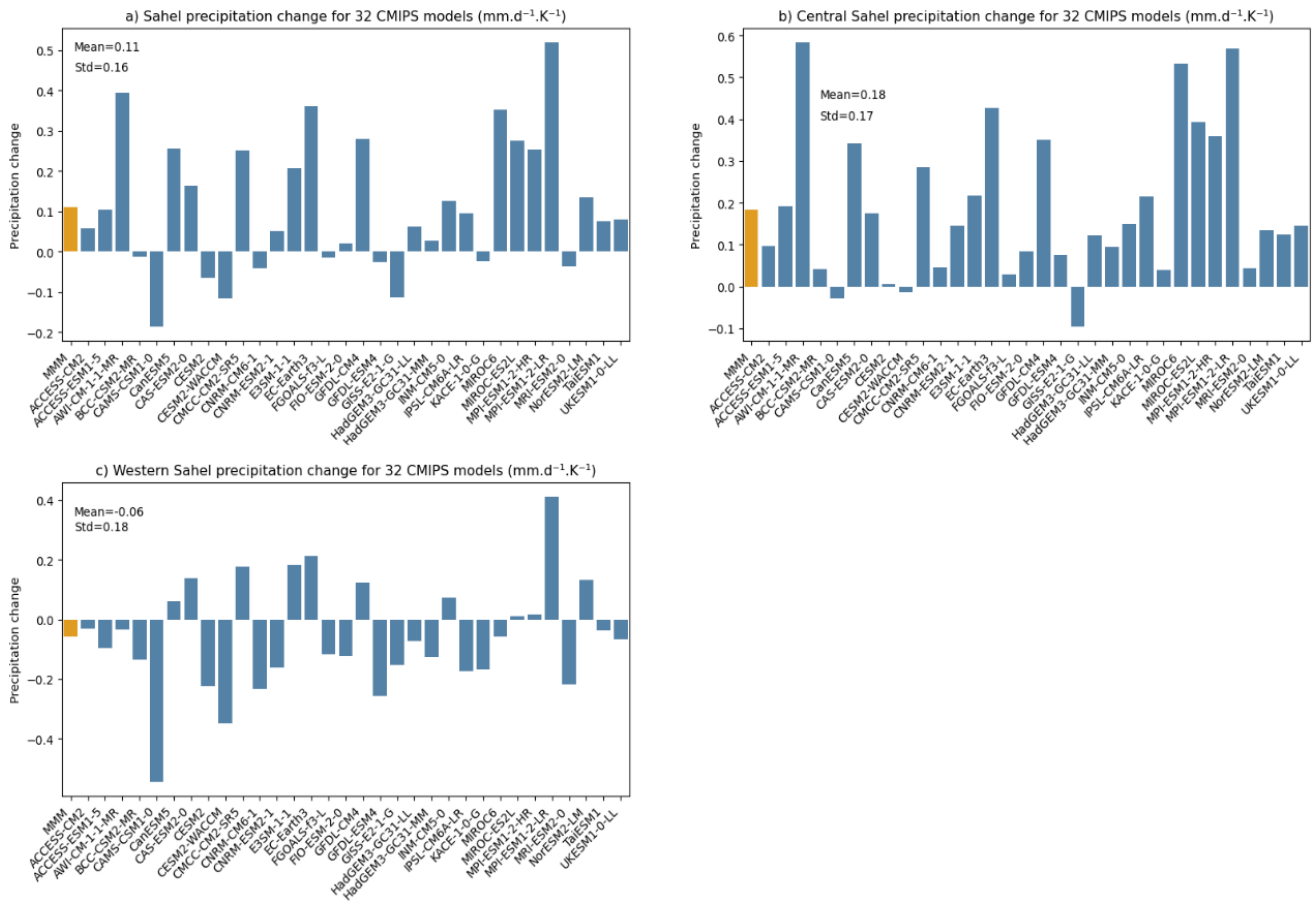 a) Sahel precipitation change for 32 CMIPS models (mm.d⁻¹.K⁻¹)
Mean=0.11
Std=0.16
Precipitation change
0.5
0.4
0.3
0.2
0.1
0.0
−0.1
−0.2
MMM
ACCESS-CM2
ACCESS-ESM1-5
AWI-CM-1-1-MR
BCC-CSM2-MR
CAMS-CSM1-0
CanESM5
CAS-ESM2-0
CESM2
CESM2-WACCM
CMCC-CM2-SR5
CNRM-CM6-1
CNRM-ESM2-1
E3SM-1-1
EC-Earth3
FGOALS-f3-L
FIO-ESM-2-0
GFDL-CM4
GFDL-ESM4
GISS-E2-1-G
HadGEM3-GC31-LL
HadGEM3-GC31-MM
INM-CM5-0
IPSL-CM6A-LR
KACE-1-0-G
MIROC6
MIROC-ES2L
MPI-ESM1-2-HR
MPI-ESM1-2-LR
MRI-ESM2-0
NorESM2-LM
TaiESM1
UKESM1-0-LL
b) Central Sahel precipitation change for 32 CMIPS models (mm.d⁻¹.K⁻¹)
Mean=0.18
Std=0.17
Precipitation change
0.6
0.5
0.4
0.3
0.2
0.1
0.0
−0.1
MMM
ACCESS-CM2
ACCESS-ESM1-5
AWI-CM-1-1-MR
BCC-CSM2-MR
CAMS-CSM1-0
CanESM5
CAS-ESM2-0
CESM2
CESM2-WACCM
CMCC-CM2-SR5
CNRM-CM6-1
CNRM-ESM2-1
E3SM-1-1
EC-Earth3
FGOALS-f3-L
FIO-ESM-2-0
GFDL-CM4
GFDL-ESM4
GISS-E2-1-G
HadGEM3-GC31-LL
HadGEM3-GC31-MM
INM-CM5-0
IPSL-CM6A-LR
KACE-1-0-G
MIROC6
MIROC-ES2L
MPI-ESM1-2-HR
MPI-ESM1-2-LR
MRI-ESM2-0
NorESM2-LM
TaiESM1
UKESM1-0-LL
c) Western Sahel precipitation change for 32 CMIPS models (mm.d⁻¹.K⁻¹)
Mean=-0.06
Std=0.18
Precipitation change
0.4
0.2
0.0
−0.2
−0.4
MMM
ACCESS-CM2
ACCESS-ESM1-5
AWI-CM-1-1-MR
BCC-CSM2-MR
CAMS-CSM1-0
CanESM5
CAS-ESM2-0
CESM2
CESM2-WACCM
CMCC-CM2-SR5
CNRM-CM6-1
CNRM-ESM2-1
E3SM-1-1
EC-Earth3
FGOALS-f3-L
FIO-ESM-2-0
GFDL-CM4
GFDL-ESM4
GISS-E2-1-G
HadGEM3-GC31-LL
HadGEM3-GC31-MM
INM-CM5-0
IPSL-CM6A-LR
KACE-1-0-G
MIROC6
MIROC-ES2L
MPI-ESM1-2-HR
MPI-ESM1-2-LR
MRI-ESM2-0
NorESM2-LM
TaiESM1
UKESM1-0-LL